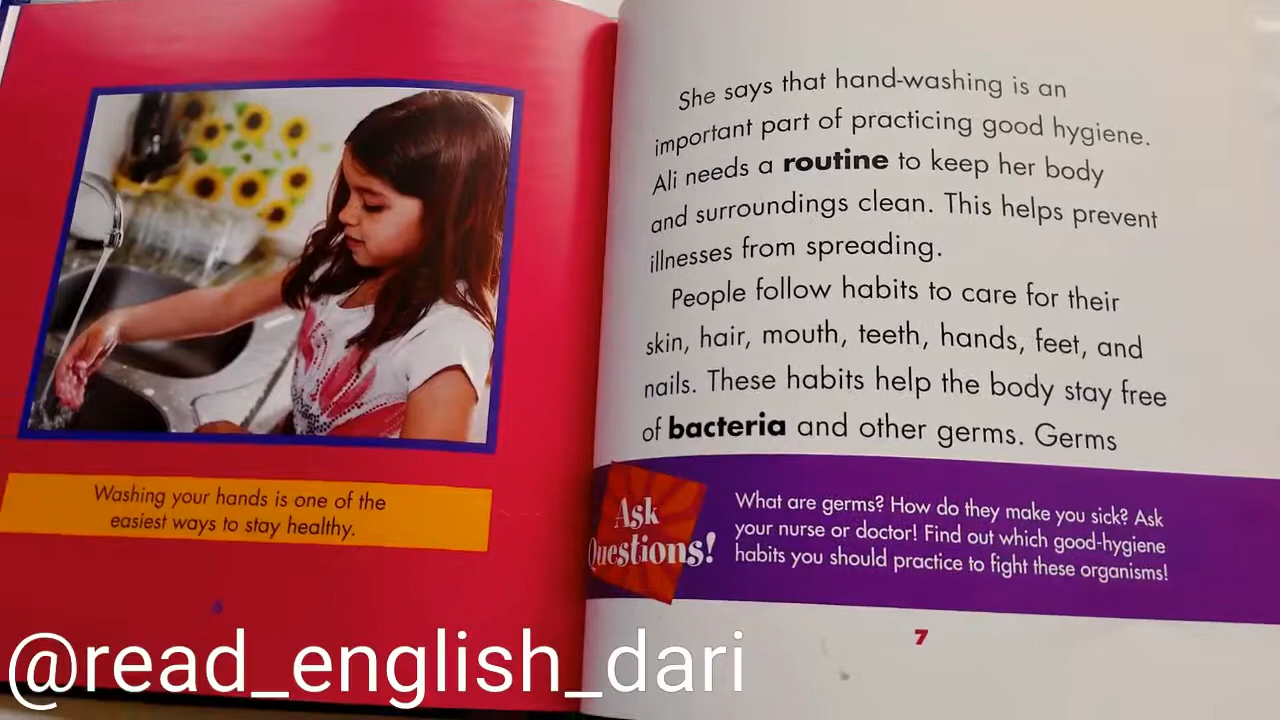 Washing your hands is one of the
easiest ways to stay healthy.
She says that hand-washing is an
important part of practicing good hygiene.
Ali needs a routine to keep her body
and surroundings clean. This helps prevent
illnesses from spreading.
People follow habits to care for their
skin, hair, mouth, teeth, hands, feet, and
nails. These habits help the body stay free
of bacteria and other germs. Germs
Ask
Questions!
What are germs? How do they make you sick? Ask
your nurse or doctor! Find out which good-hygiene
habits you should practice to fight these organisms!
7
@read_english_dari